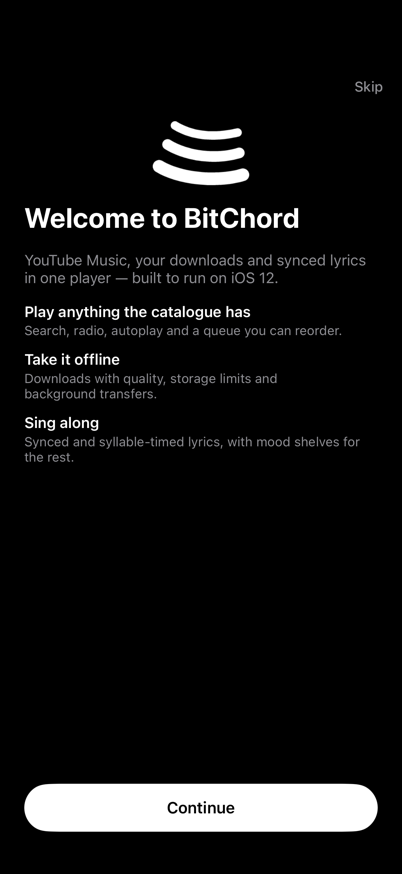 Skip
Welcome to BitChord
YouTube Music, your downloads and synced lyrics
in one player — built to run on iOS 12.
Play anything the catalogue has
Search, radio, autoplay and a queue you can reorder.
Take it offline
Downloads with quality, storage limits and
background transfers.
Sing along
Synced and syllable-timed lyrics, with mood shelves for
the rest.
Continue